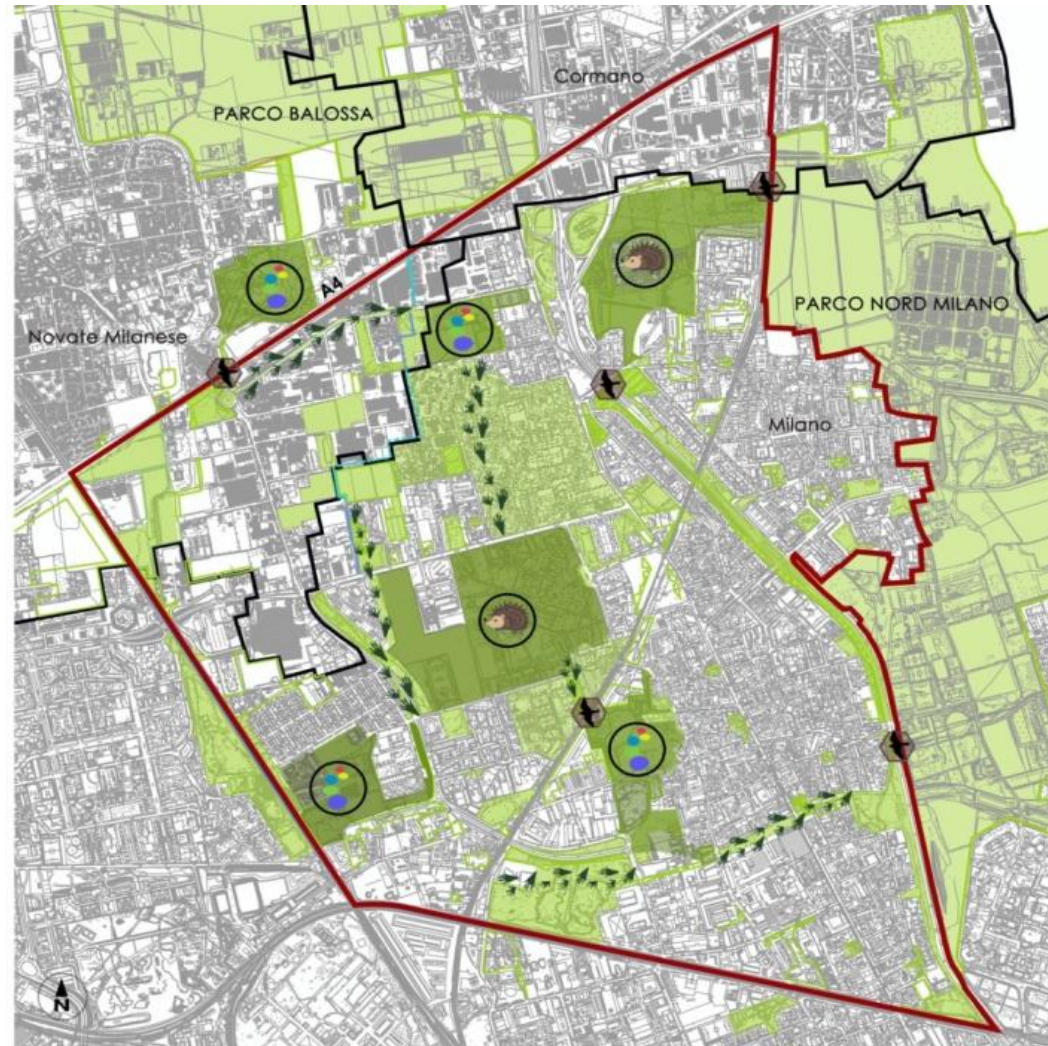 Cormano
PARCO BALOSSA
A4
PARCO NORD MILANO
Novate Milanese
Milano
N